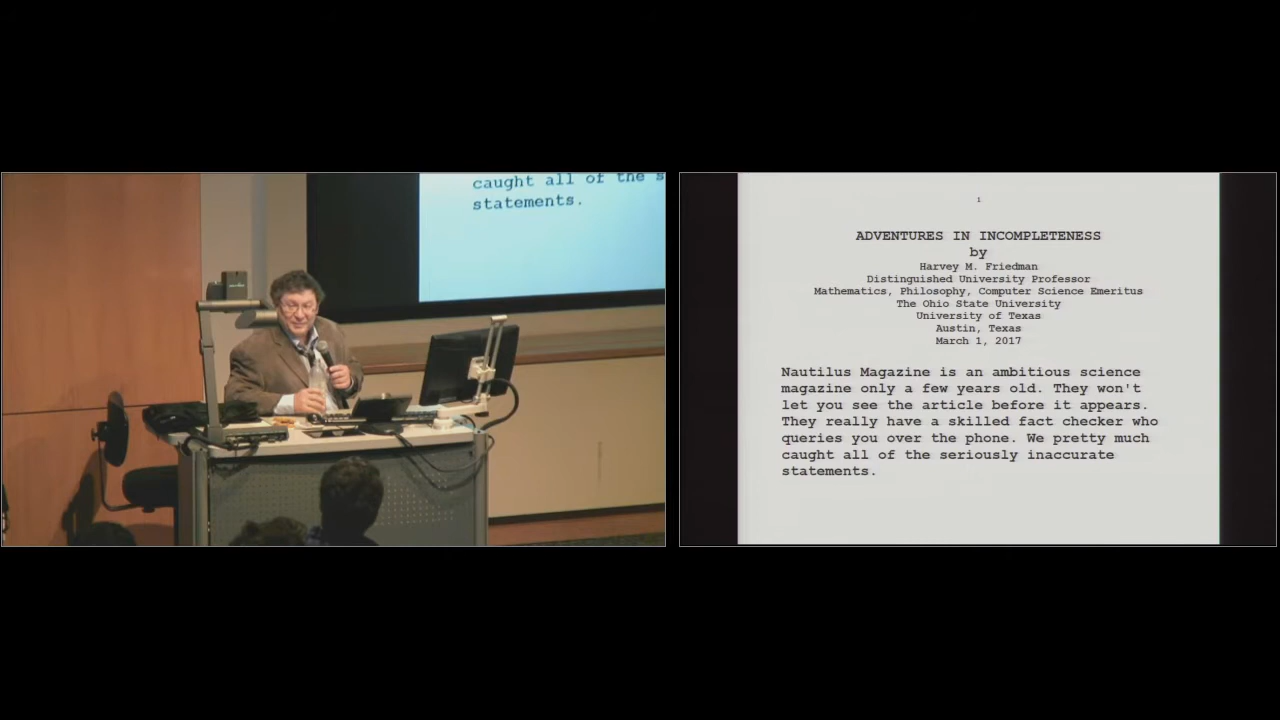 caught all of the s
statements.
1
ADVENTURES IN INCOMPLETENESS
by
Harvey M. Friedman
Distinguished University Professor
Mathematics, Philosophy, Computer Science Emeritus
The Ohio State University
University of Texas
Austin, Texas
March 1, 2017
Nautilus Magazine is an ambitious science
magazine only a few years old. They won't
let you see the article before it appears.
They really have a skilled fact checker who
queries you over the phone. We pretty much
caught all of the seriously inaccurate
statements.